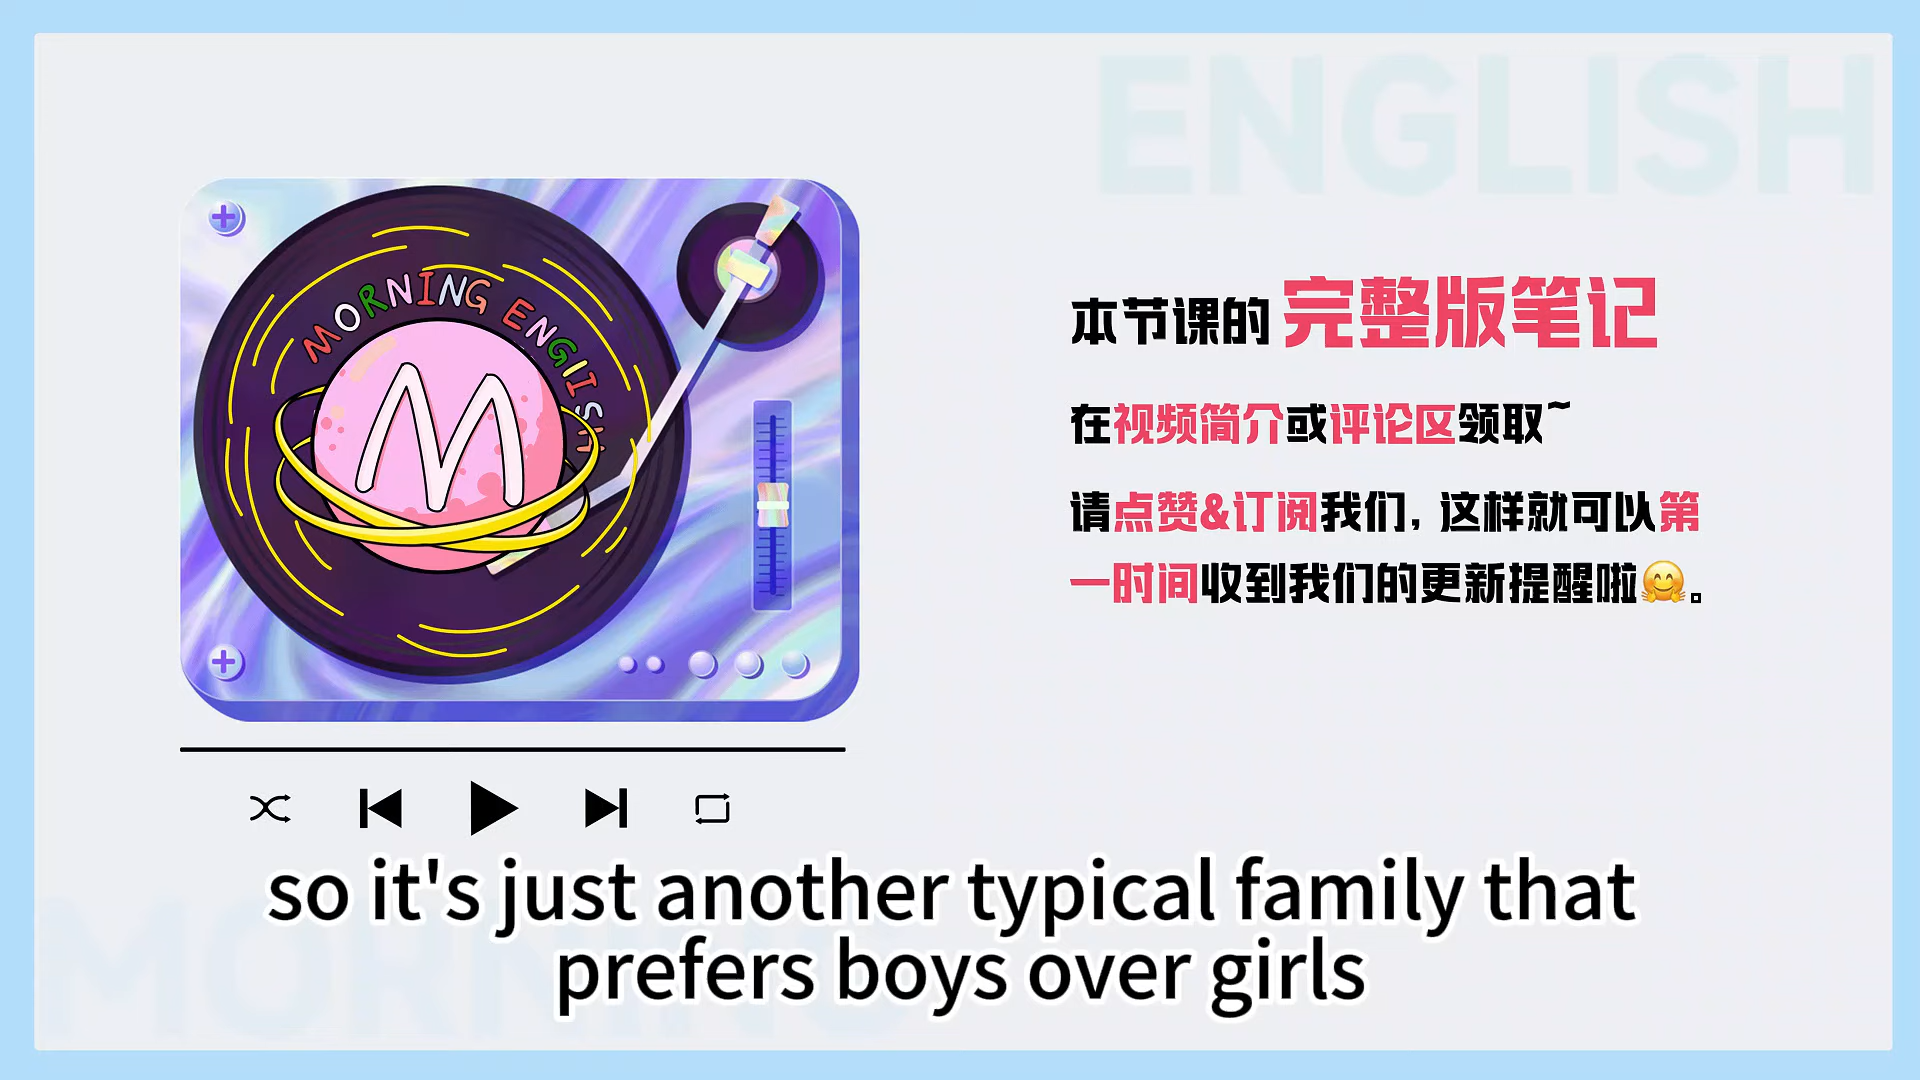 ENGLISH
MORNING ENGLISH
M
本节课的 完整版笔记
在视频简介或评论区领取~
请点赞&订阅我们,这样就可以第
一时间收到我们的更新提醒啦🤗。
MORNING
so it's just another typical family that
prefers boys over girls